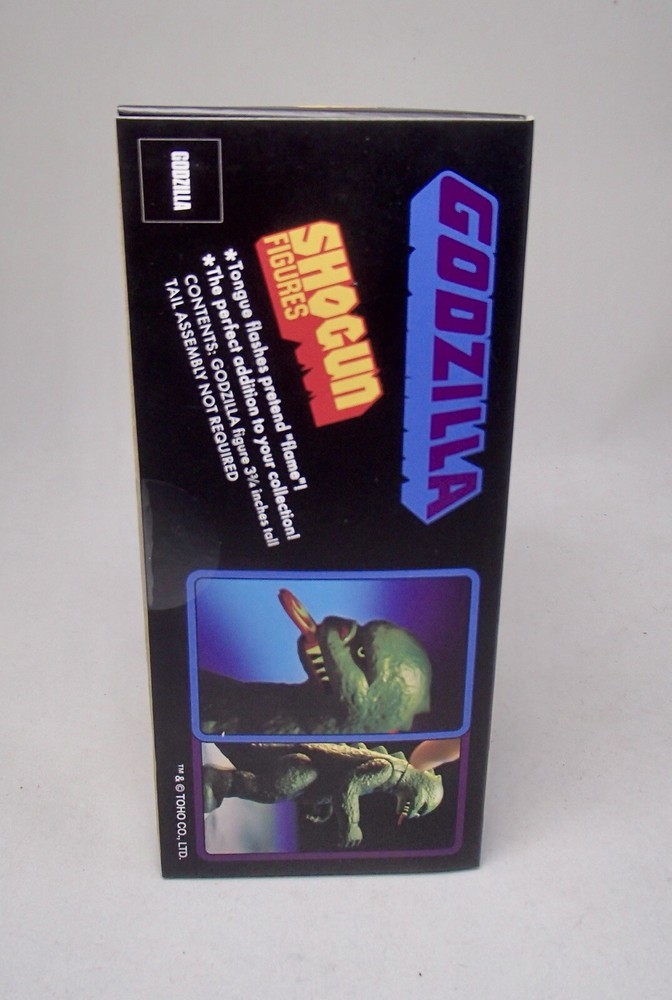 GODZILLA
GODZILLA
SHOGUN
FIGURES
*Tongue flashes pretend "flame"!
*The perfect addition to your collection!
CONTENTS: GODZILLA figure 3¾ inches tall
TAIL ASSEMBLY NOT REQUIRED
™ & © TOHO CO., LTD.